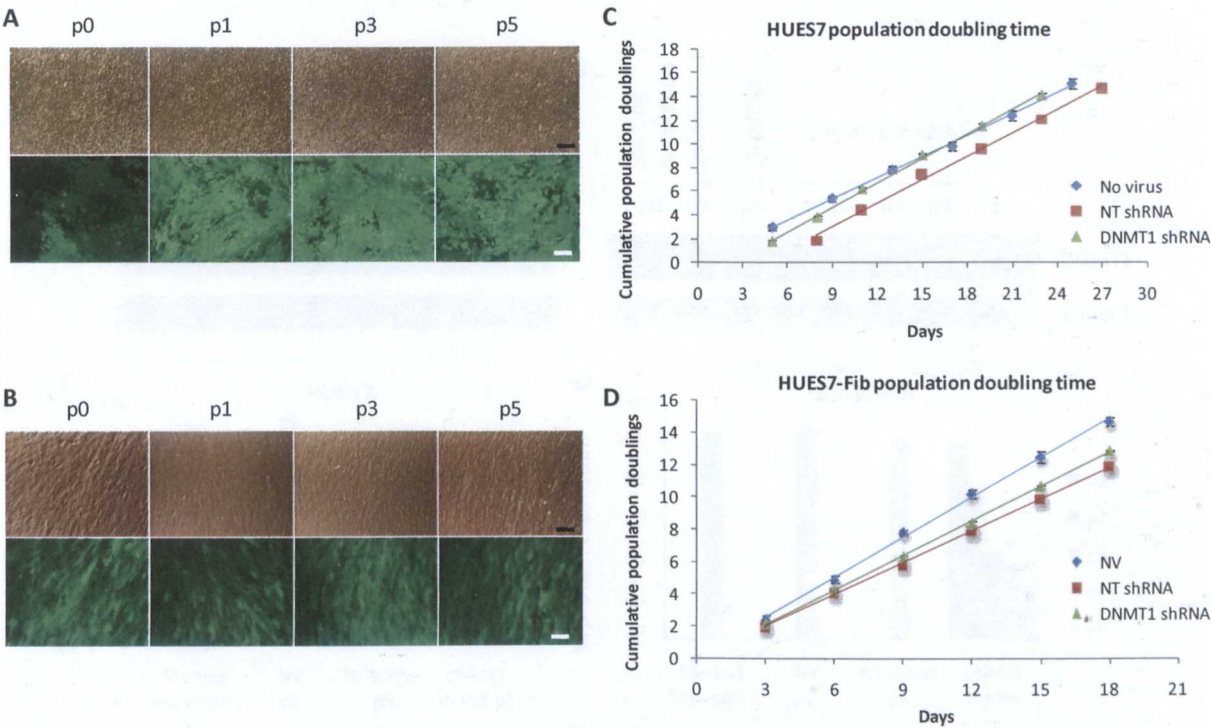 A
p0 p1 p3 p5
B
p0 p1 p3 p5
C
HUES7 population doubling time
Cumulative population doublings
18
16
14
12
10
8
6
4
2
0
0 3 6 9 12 15 18 21 24 27 30
Days
No virus
NT shRNA
DNMT1 shRNA
D
HUES7-Fib population doubling time
Cumulative population doublings
16
14
12
10
8
6
4
2
0
0 3 6 9 12 15 18 21
Days
NV
NT shRNA
DNMT1 shRNA